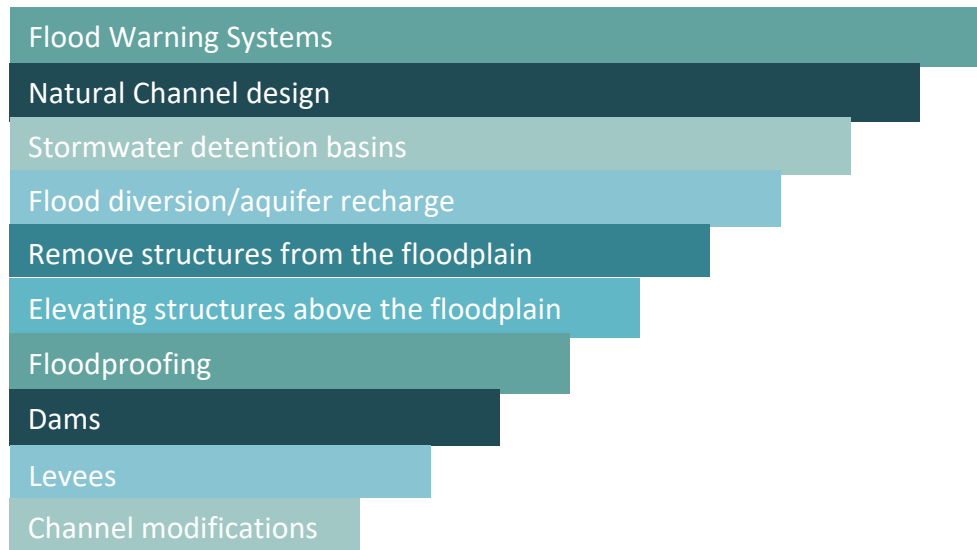 Flood Warning Systems
Natural Channel design
Stormwater detention basins
Flood diversion/aquifer recharge
Remove structures from the floodplain
Elevating structures above the floodplain
Floodproofing
Dams
Levees
Channel modifications